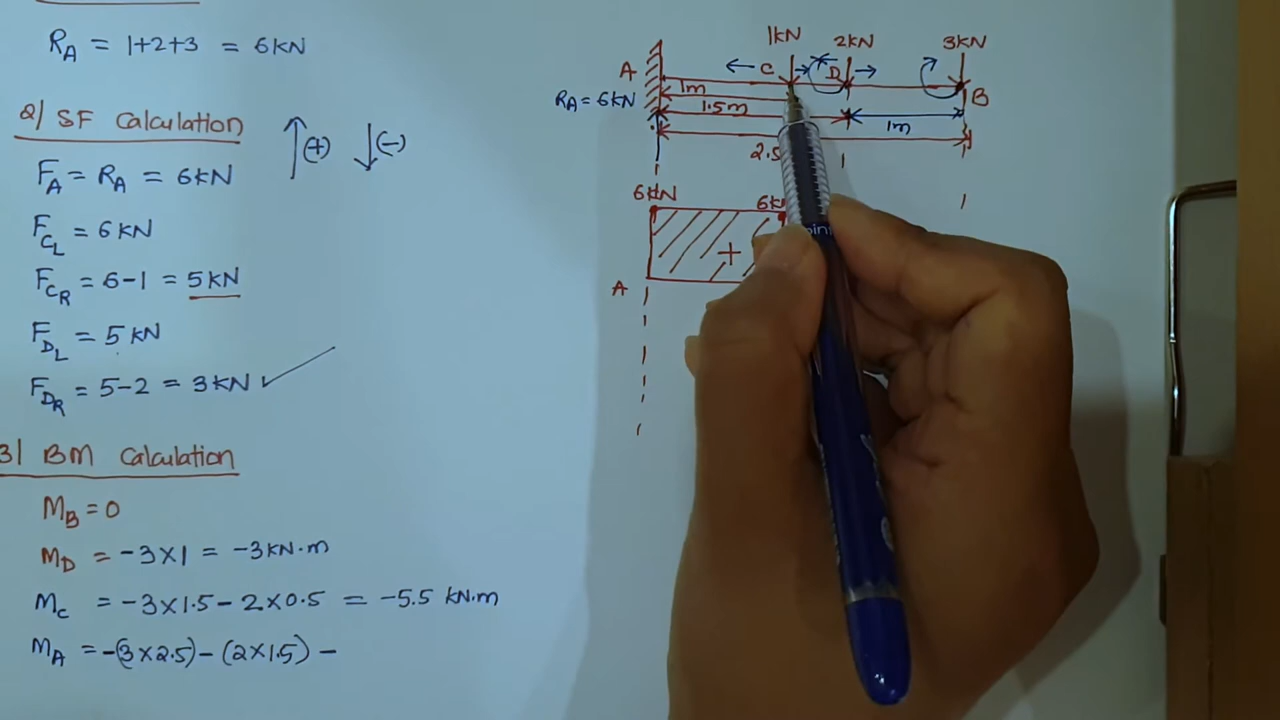 RA = 1+2+3 = 6KN
2) SF Calculation
(+) (-)
FA = RA = 6KN
FCL = 6KN
FCR = 6-1 = 5KN
FDL = 5 KN
FDR = 5-2 = 3KN
3) BM Calculation
MB = 0
MD = -3×1 = -3KN.m
Mc = -3×1.5-2×0.5 = -5.5 KN.m
MA = -(3×2.5)-(2×1.5)-
1KN 2KN 3KN
A C D B
1m
RA = 6KN
1.5m 1m
2.5
6KN
+
A